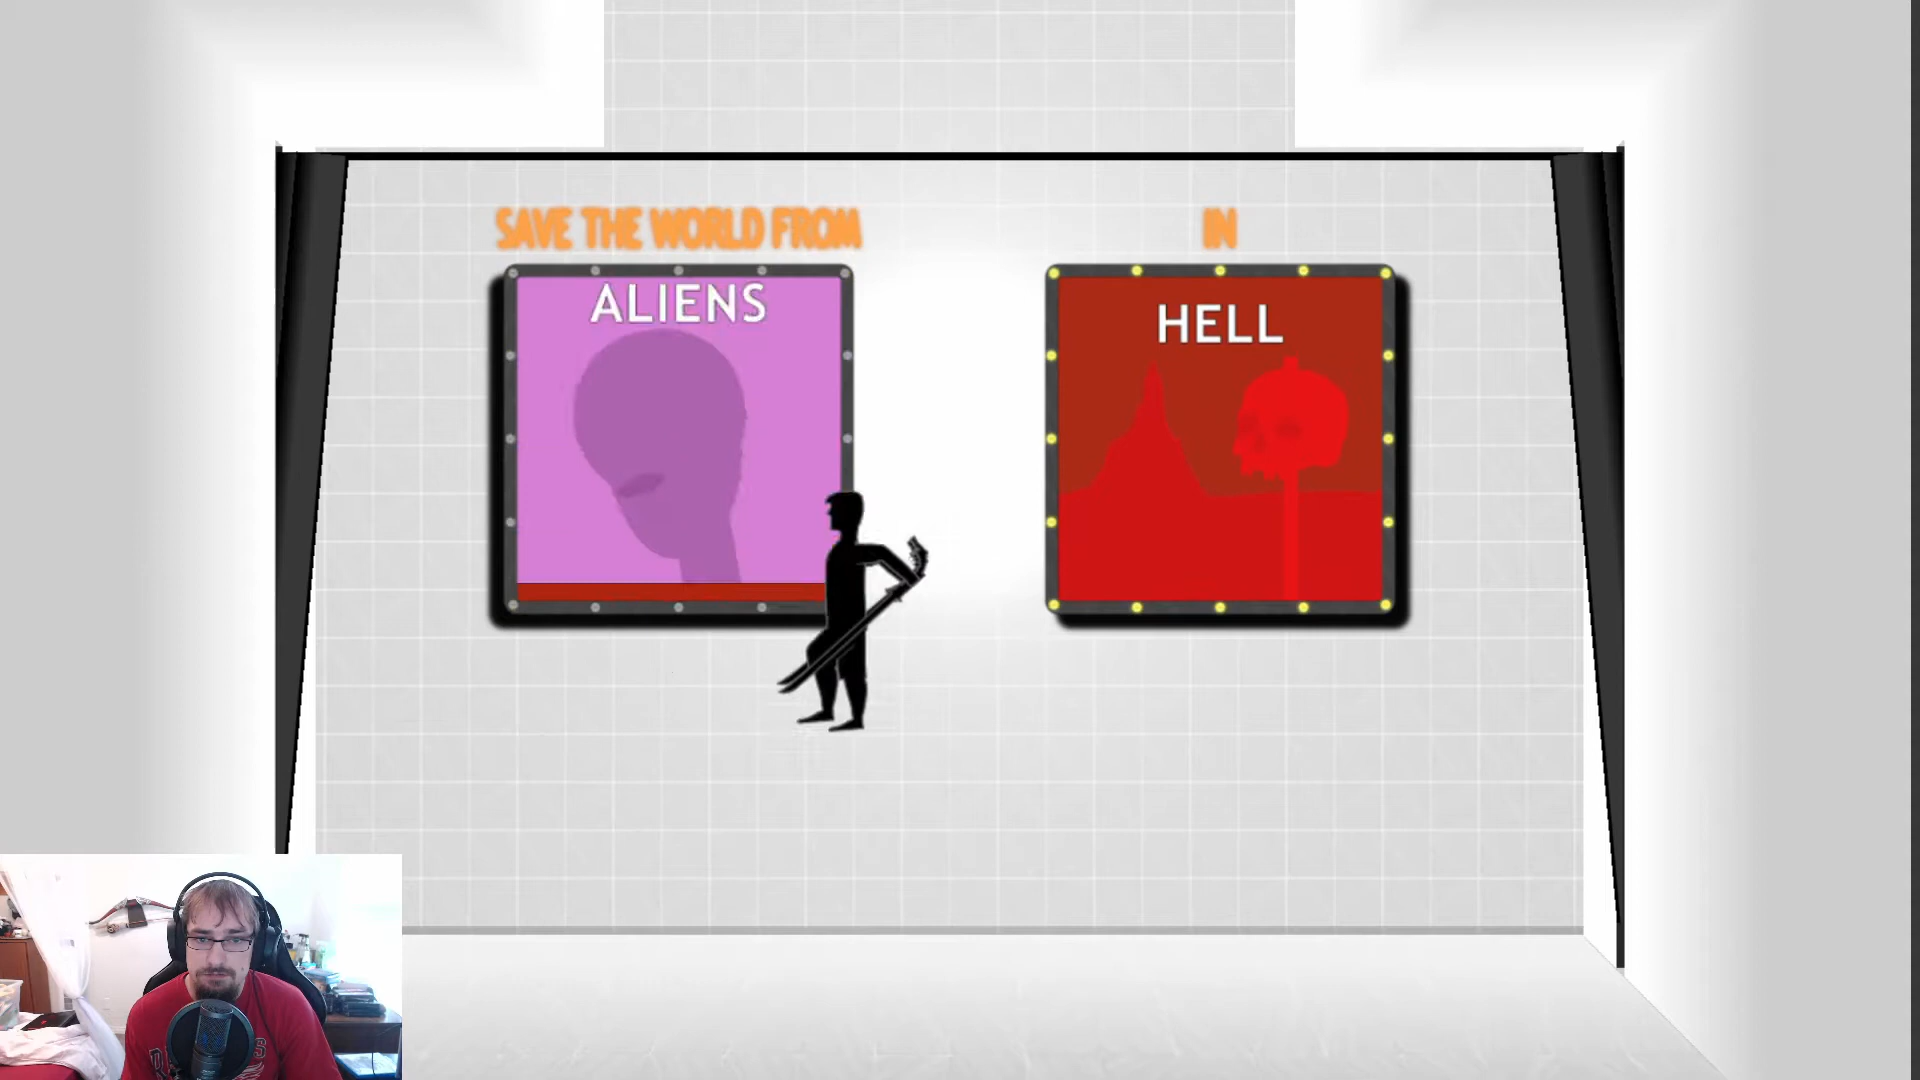 SAVE THE WORLD FROM
ALIENS
IN
HELL